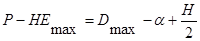 P − HE_max = D_max − α + H/2